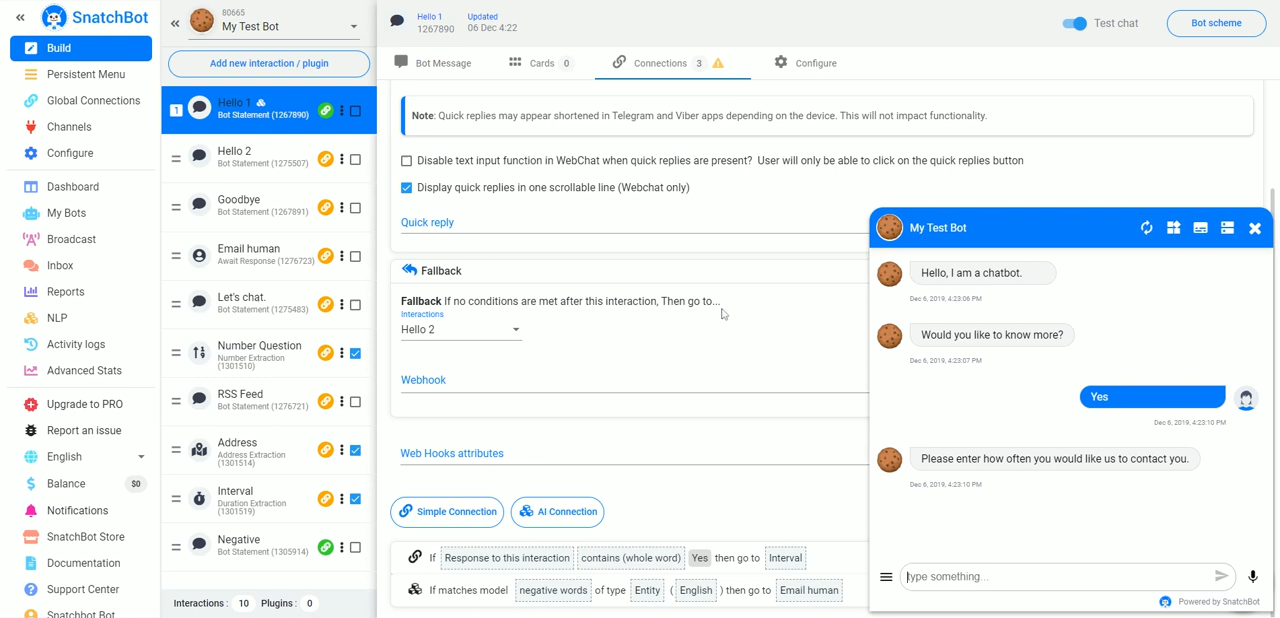 SnatchBot
Build
Persistent Menu
Global Connections
Channels
Configure
Dashboard
My Bots
Broadcast
Inbox
Reports
NLP
Activity logs
Advanced Stats
Upgrade to PRO
Report an issue
English
Balance $0
Notifications
SnatchBot Store
Documentation
Support Center
Snatchbot Bot
80665
My Test Bot
Add new interaction / plugin
1
Hello 1
Bot Statement (1267890)
Hello 2
Bot Statement (1275507)
Goodbye
Bot Statement (1267891)
Email human
Await Response (1276723)
Let's chat.
Bot Statement (1275483)
Number Question
Number Extraction
(1301510)
RSS Feed
Bot Statement (1276721)
Address
Address Extraction
(1301514)
Interval
Duration Extraction
(1301519)
Negative
Bot Statement (1305914)
Interactions : 10 Plugins : 0
Hello 1 Updated
1267890 06 Dec 4:22
Test chat
Bot scheme
Bot Message Cards 0 Connections 3 Configure
Note: Quick replies may appear shortened in Telegram and Viber apps depending on the device. This will not impact functionality.
Disable text input function in WebChat when quick replies are present? User will only be able to click on the quick replies button
Display quick replies in one scrollable line (Webchat only)
Quick reply
Fallback
Fallback If no conditions are met after this interaction, Then go to...
Interactions
Hello 2
Webhook
Web Hooks attributes
Simple Connection AI Connection
If Response to this interaction contains (whole word) Yes then go to Interval
If matches model negative words of type Entity ( English ) then go to Email human
My Test Bot
Hello, I am a chatbot.
Dec 6, 2019, 4:23:06 PM
Would you like to know more?
Dec 6, 2019, 4:23:07 PM
Yes
Dec 6, 2019, 4:23:10 PM
Please enter how often you would like us to contact you.
Dec 6, 2019, 4:23:10 PM
Type something...
Powered by SnatchBot